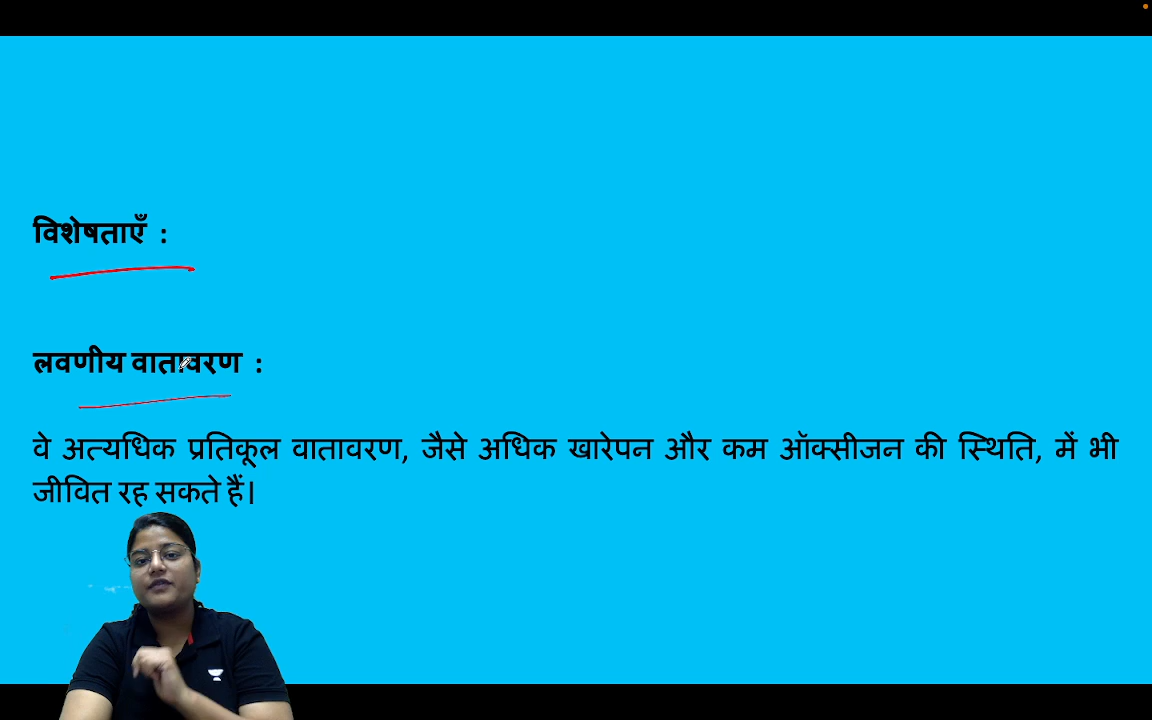 विशेषताएँ :
लवणीय वातावरण :
वे अत्यधिक प्रतिकूल वातावरण, जैसे अधिक खारेपन और कम ऑक्सीजन की स्थिति, में भी
जीवित रह सकते हैं।